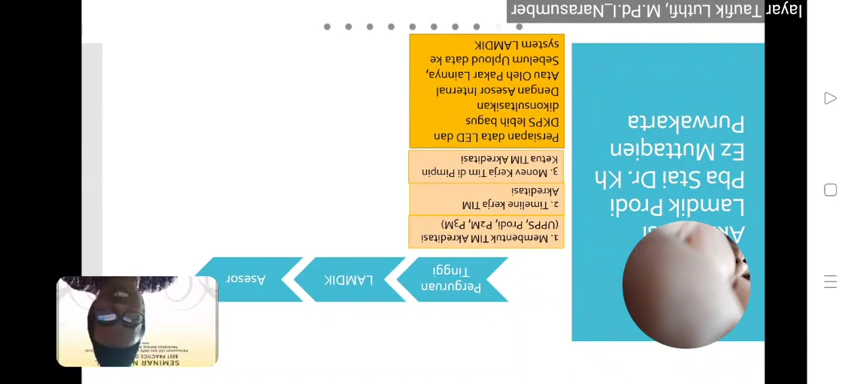 layar Taufik Luthfi, M.Pd.I_Narasumber
Lamdik Prodi
Pba Stai Dr. Kh
Ez Muttaqien
Purwakarta
Perguruan
Tinggi
LAMDIK
Asesor
1. Membentuk TIM Akreditasi
(UPPS, Prodi, P2M, P3M)
2. Timeline kerja TIM
Akreditasi
3. Monev Kerja Tim di Pimpin
Ketua TIM Akreditasi
Persiapan data LED dan
DKPS lebih bagus
dikonsultasikan
Dengan Asesor Internal
Atau Oleh Pakar Lainnya,
Sebelum Uploud data ke
system LAMDIK
SEMINAR
BEST PRACTICE